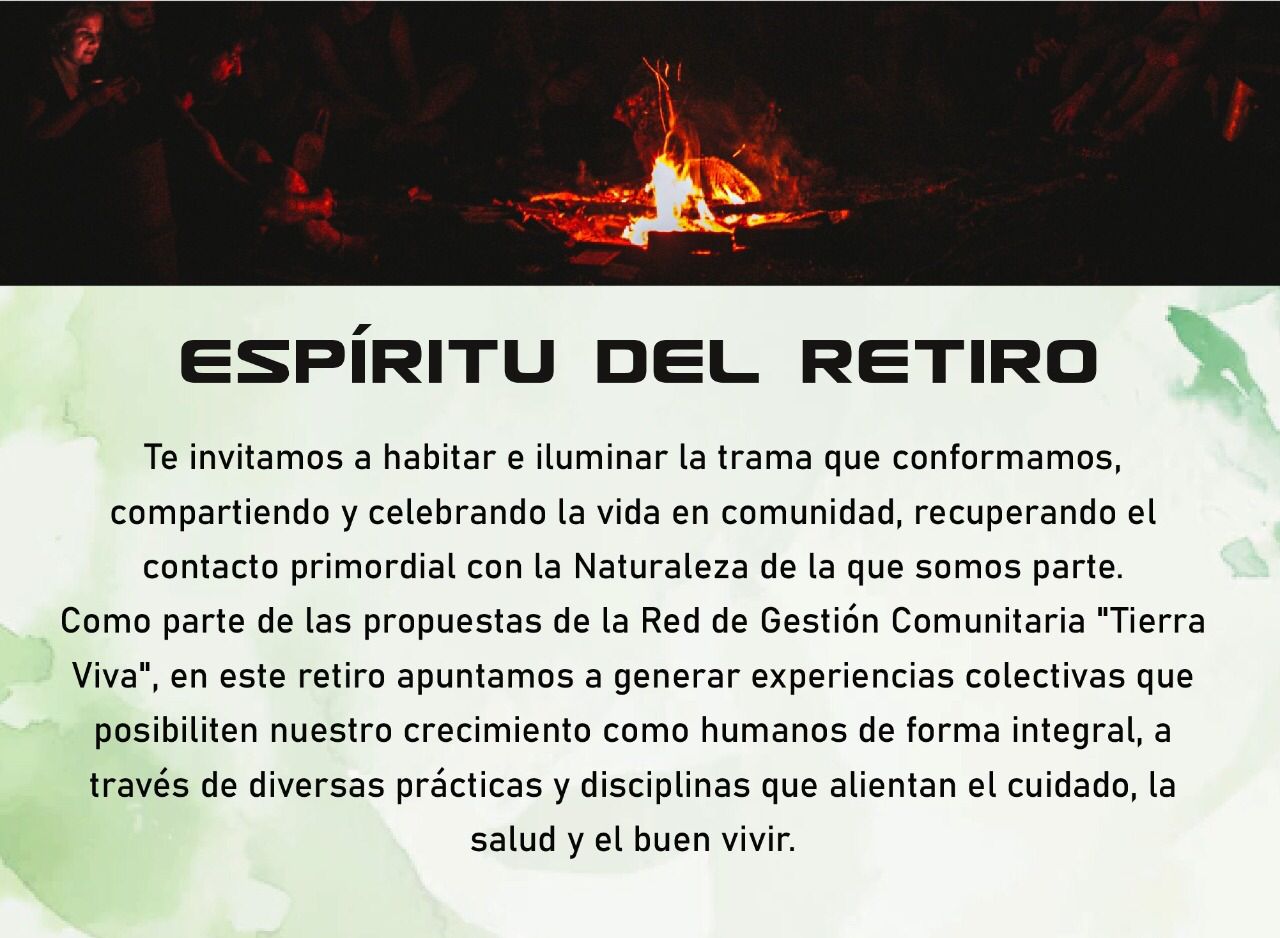 ESPÍRITU DEL RETIRO
Te invitamos a habitar e iluminar la trama que conformamos,
compartiendo y celebrando la vida en comunidad, recuperando el
contacto primordial con la Naturaleza de la que somos parte.
Como parte de las propuestas de la Red de Gestión Comunitaria "Tierra
Viva", en este retiro apuntamos a generar experiencias colectivas que
posibiliten nuestro crecimiento como humanos de forma integral, a
través de diversas prácticas y disciplinas que alientan el cuidado, la
salud y el buen vivir.